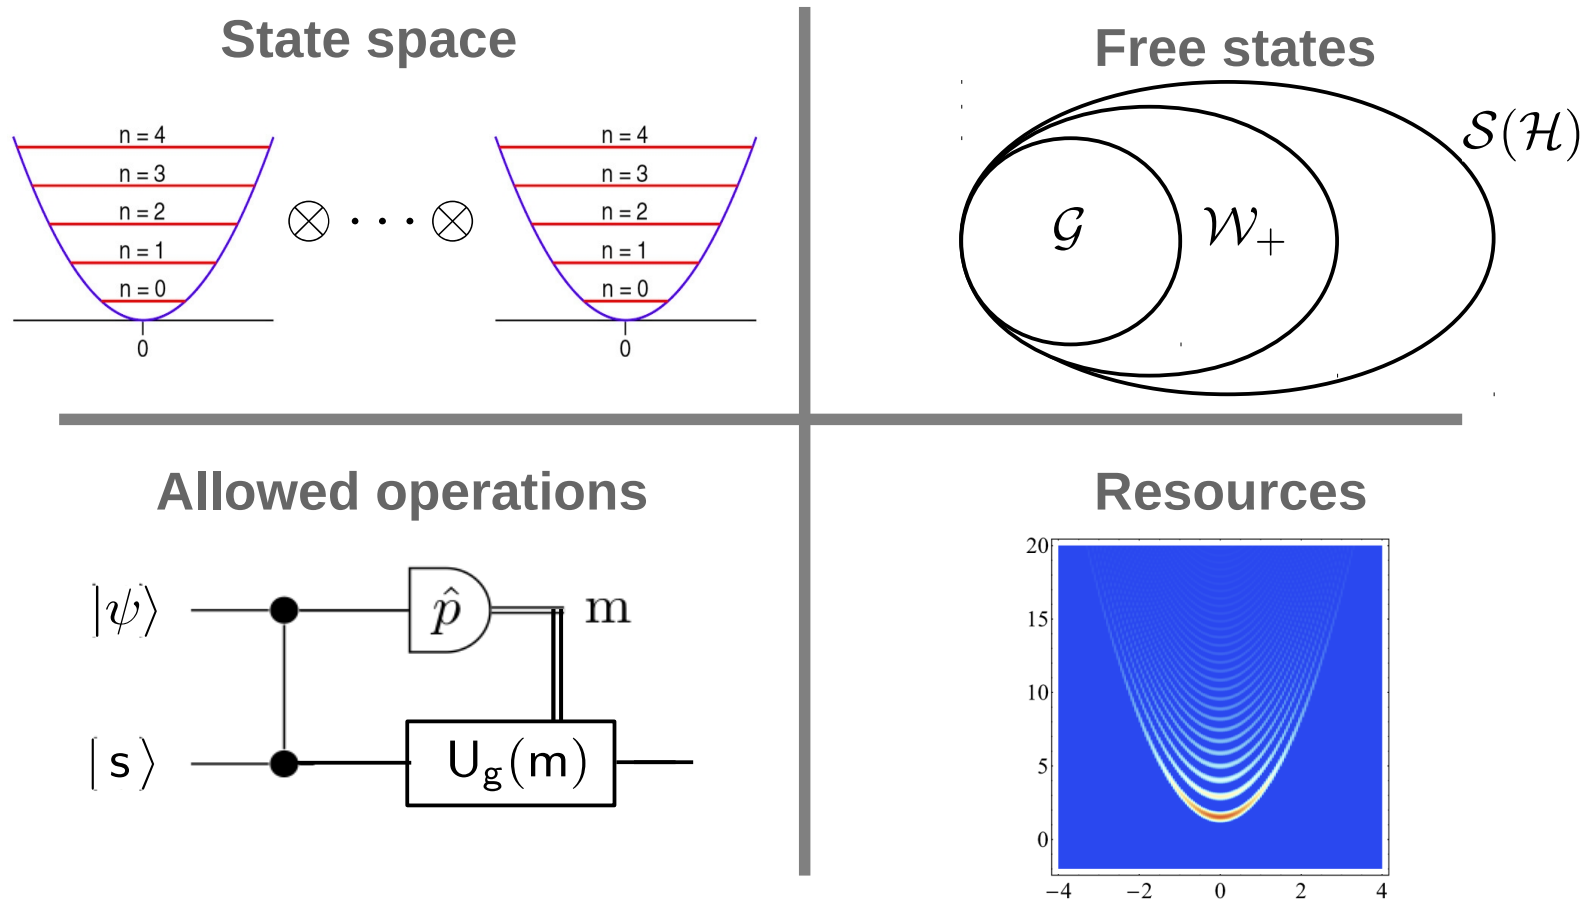 State space
n = 4
n = 3
n = 2
n = 1
n = 0
0
⊗ · · · ⊗
n = 4
n = 3
n = 2
n = 1
n = 0
0
Free states
𝒢
𝒲₊
𝒮(ℋ)
Allowed operations
|ψ⟩
p̂
m
| s ⟩
U_g(m)
Resources
20
15
10
5
0
−4 −2 0 2 4